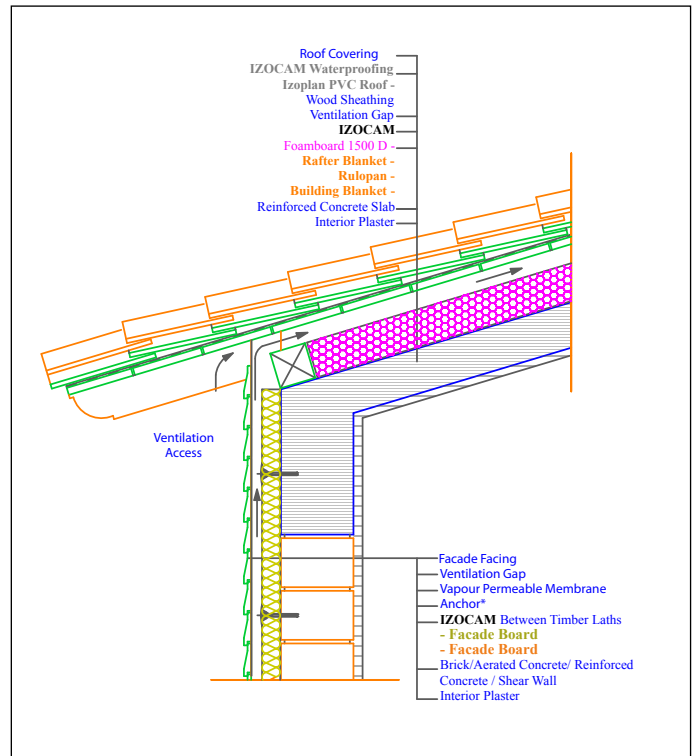 Roof Covering
IZOCAM Waterproofing
Izoplan PVC Roof -
Wood Sheathing
Ventilation Gap
IZOCAM
Foamboard 1500 D -
Rafter Blanket -
Rulopan -
Building Blanket -
Reinforced Concrete Slab
Interior Plaster
Ventilation
Access
Facade Facing
Ventilation Gap
Vapour Permeable Membrane
Anchor*
IZOCAM Between Timber Laths
- Facade Board
- Facade Board
Brick/Aerated Concrete/ Reinforced
Concrete / Shear Wall
Interior Plaster